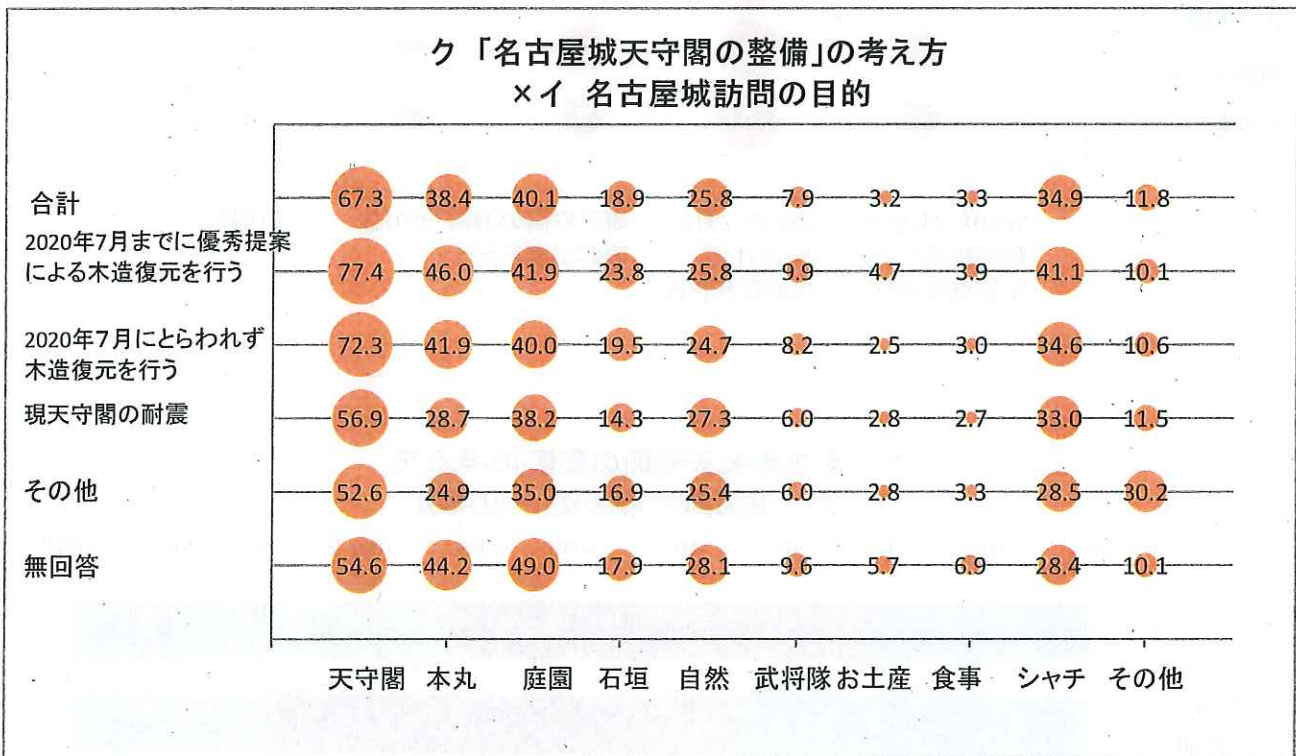 ク 「名古屋城天守閣の整備」の考え方
×イ 名古屋城訪問の目的
合計 67.3 38.4 40.1 18.9 25.8 7.9 3.2 3.3 34.9 11.8
2020年7月までに優秀提案
による木造復元を行う 77.4 46.0 41.9 23.8 25.8 9.9 4.7 3.9 41.1 10.1
2020年7月にとらわれず
木造復元を行う 72.3 41.9 40.0 19.5 24.7 8.2 2.5 3.0 34.6 10.6
現天守閣の耐震 56.9 28.7 38.2 14.3 27.3 6.0 2.8 2.7 33.0 11.5
その他 52.6 24.9 35.0 16.9 25.4 6.0 2.8 3.3 28.5 30.2
無回答 54.6 44.2 49.0 17.9 28.1 9.6 5.7 6.9 28.4 10.1
天守閣 本丸 庭園 石垣 自然 武将隊 お土産 食事 シャチ その他